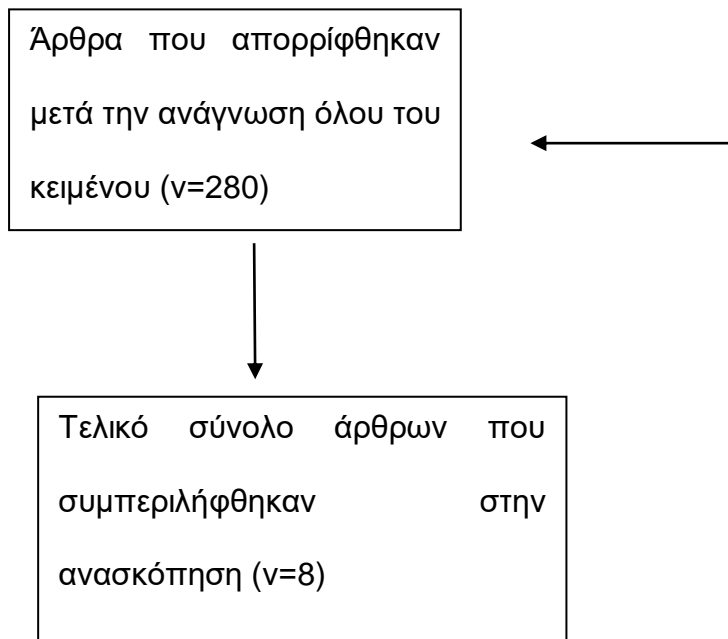 Άρθρα που απορρίφθηκαν
μετά την ανάγνωση όλου του
κειμένου (ν=280)
Τελικό σύνολο άρθρων που
συμπεριλήφθηκαν στην
ανασκόπηση (ν=8)